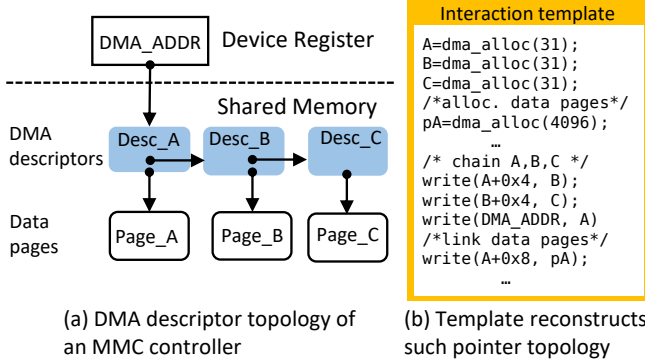 DMA_ADDR
Device Register
Shared Memory
DMA
descriptors
Desc_A
Desc_B
Desc_C
Data
pages
Page_A
Page_B
Page_C
(a) DMA descriptor topology of
an MMC controller
Interaction template
A=dma_alloc(31);
B=dma_alloc(31);
C=dma_alloc(31);
/*alloc. data pages*/
pA=dma_alloc(4096);
…
/* chain A,B,C */
write(A+0x4, B);
write(B+0x4, C);
write(DMA_ADDR, A)
/*link data pages*/
write(A+0x8, pA);
…
(b) Template reconstructs
such pointer topology